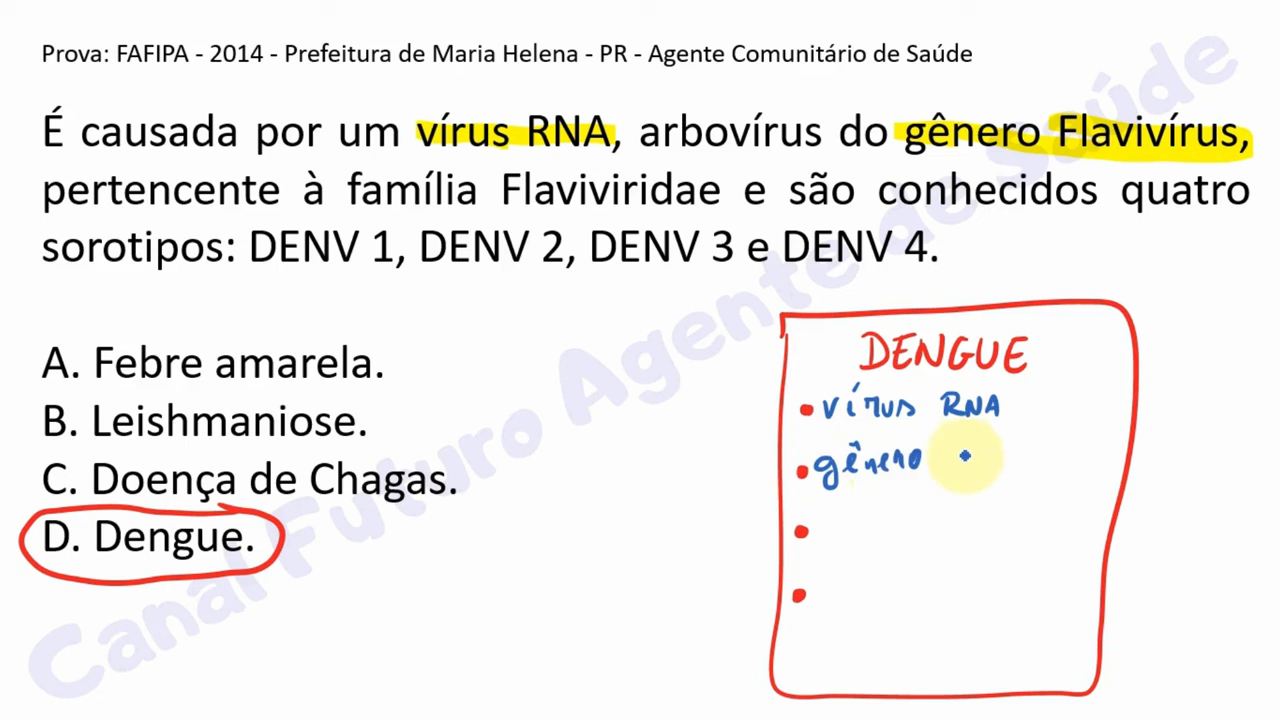 Prova: FAFIPA - 2014 - Prefeitura de Maria Helena - PR - Agente Comunitário de Saúde
É causada por um vírus RNA, arbovírus do gênero Flavivírus,
pertencente à família Flaviviridae e são conhecidos quatro
sorotipos: DENV 1, DENV 2, DENV 3 e DENV 4.
A. Febre amarela.
B. Leishmaniose.
C. Doença de Chagas.
D. Dengue.
DENGUE
• vírus RNA
• gênero
•
•
Canal Futuro Agente de Saúde